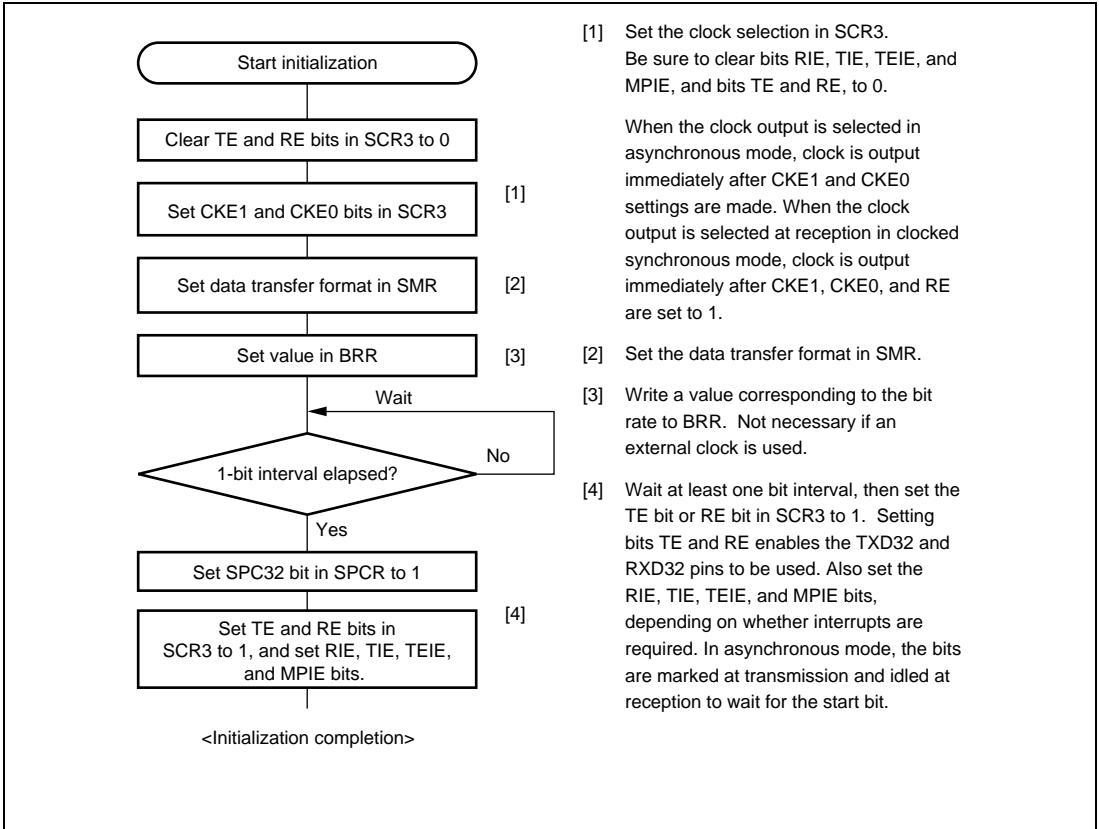 Start initialization
Clear TE and RE bits in SCR3 to 0
Set CKE1 and CKE0 bits in SCR3
[1]
Set data transfer format in SMR
[2]
Set value in BRR
[3]
Wait
1-bit interval elapsed?
No
Yes
Set SPC32 bit in SPCR to 1
Set TE and RE bits in
SCR3 to 1, and set RIE, TIE, TEIE,
and MPIE bits.
[4]
<Initialization completion>
[1] Set the clock selection in SCR3.
Be sure to clear bits RIE, TIE, TEIE, and
MPIE, and bits TE and RE, to 0.
When the clock output is selected in
asynchronous mode, clock is output
immediately after CKE1 and CKE0
settings are made. When the clock
output is selected at reception in clocked
synchronous mode, clock is output
immediately after CKE1, CKE0, and RE
are set to 1.
[2] Set the data transfer format in SMR.
[3] Write a value corresponding to the bit
rate to BRR. Not necessary if an
external clock is used.
[4] Wait at least one bit interval, then set the
TE bit or RE bit in SCR3 to 1. Setting
bits TE and RE enables the TXD32 and
RXD32 pins to be used. Also set the
RIE, TIE, TEIE, and MPIE bits,
depending on whether interrupts are
required. In asynchronous mode, the bits
are marked at transmission and idled at
reception to wait for the start bit.